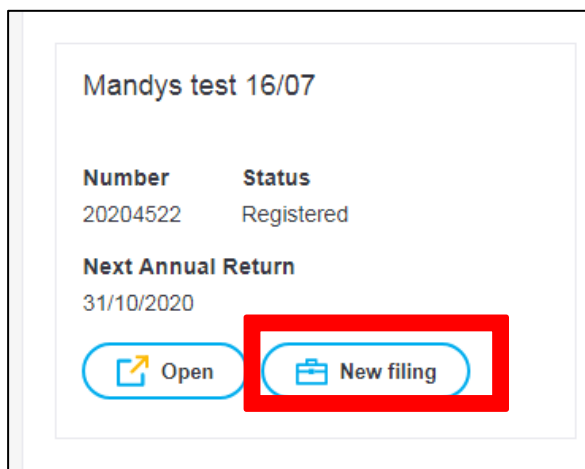 Mandys test 16/07
Number Status
20204522 Registered
Next Annual Return
31/10/2020
Open New filing